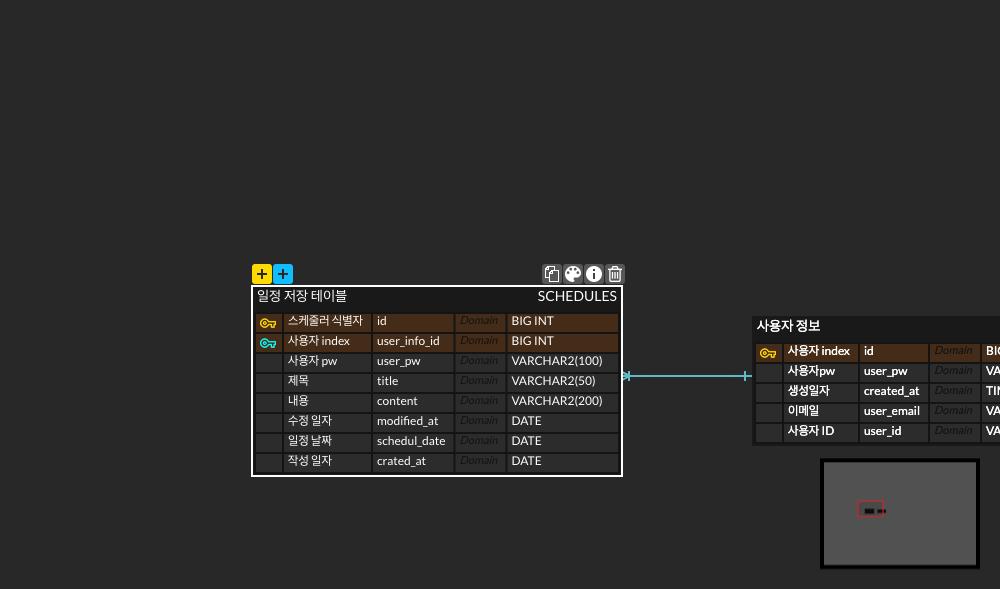 일정 저장 테이블 SCHEDULES
스케줄러 식별자 id Domain BIG INT
사용자 index user_info_id Domain BIG INT
사용자 pw user_pw Domain VARCHAR2(100)
제목 title Domain VARCHAR2(50)
내용 content Domain VARCHAR2(200)
수정 일자 modified_at Domain DATE
일정 날짜 schedul_date Domain DATE
작성 일자 crated_at Domain DATE
사용자 정보
사용자 index id Domain BI
사용자pw user_pw Domain VA
생성일자 created_at Domain TI
이메일 user_email Domain VA
사용자 ID user_id Domain VA